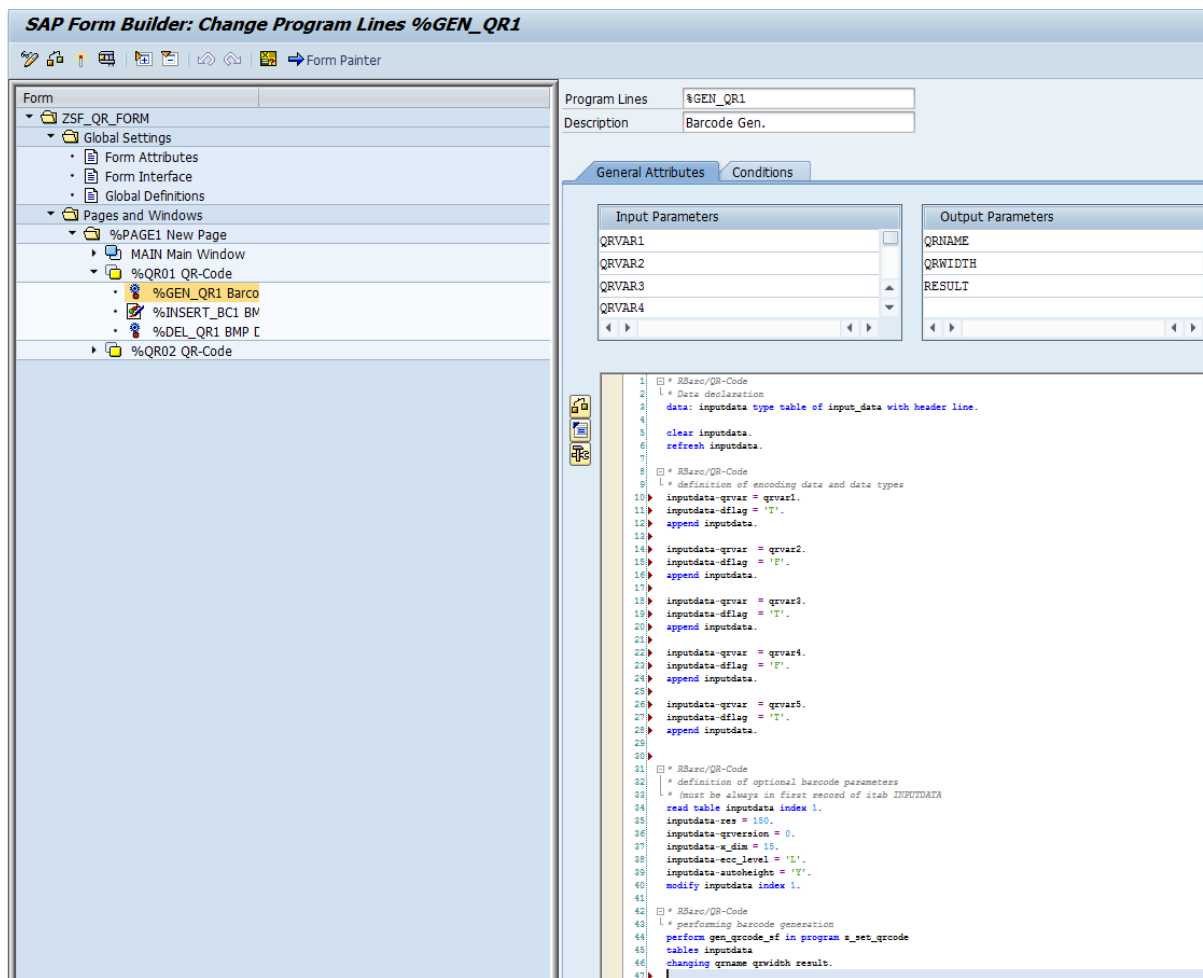 SAP Form Builder: Change Program Lines %GEN_QR1
Form Painter
Form
ZSF_QR_FORM
Global Settings
Form Attributes
Form Interface
Global Definitions
Pages and Windows
%PAGE1 New Page
MAIN Main Window
%QR01 QR-Code
%GEN_QR1 Barco
%INSERT_BC1 BM
%DEL_QR1 BMP D
%QR02 QR-Code
Program Lines %GEN_QR1
Description Barcode Gen.
General Attributes Conditions
Input Parameters Output Parameters
QRVAR1 QRNAME
QRVAR2 QRWIDTH
QRVAR3 RESULT
QRVAR4
1 * RBarc/QR-Code
2 * Data declaration
3 data: inputdata type table of input_data with header line.
4
5 clear inputdata.
6 refresh inputdata.
7
8 * RBarc/QR-Code
9 * definition of encoding data and data types
10 inputdata-qrvar = qrvar1.
11 inputdata-dflag = 'T'.
12 append inputdata.
13
14 inputdata-qrvar = qrvar2.
15 inputdata-dflag = 'F'.
16 append inputdata.
17
18 inputdata-qrvar = qrvar3.
19 inputdata-dflag = 'T'.
20 append inputdata.
21
22 inputdata-qrvar = qrvar4.
23 inputdata-dflag = 'F'.
24 append inputdata.
25
26 inputdata-qrvar = qrvar5.
27 inputdata-dflag = 'T'.
28 append inputdata.
29
30
31 * RBarc/QR-Code
32 * definition of optional barcode parameters
33 * (must be always in first record of itab INPUTDATA
34 read table inputdata index 1.
35 inputdata-res = 150.
36 inputdata-qrversion = 0.
37 inputdata-x_dim = 15.
38 inputdata-ecc_level = 'L'.
39 inputdata-autoheight = 'Y'.
40 modify inputdata index 1.
41
42 * RBarc/QR-Code
43 * performing barcode generation
44 perform gen_qrcode_sf in program z_set_qrcode
45 tables inputdata
46 changing qrname qrwidth result.
47